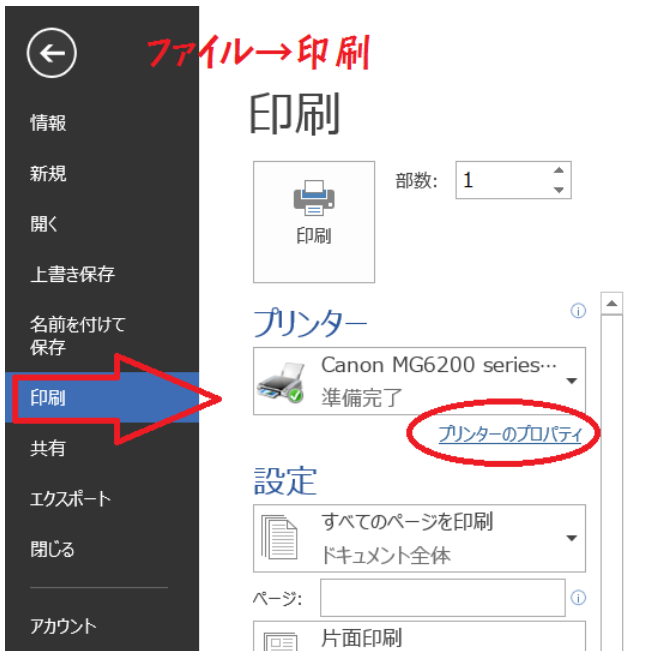 ファイル→印刷
情報
新規
開く
上書き保存
名前を付けて
保存
印刷
共有
エクスポート
閉じる
アカウント
印刷
印刷
部数: 1
プリンター
Canon MG6200 series…
準備完了
プリンターのプロパティ
設定
すべてのページを印刷
ドキュメント全体
ページ:
片面印刷